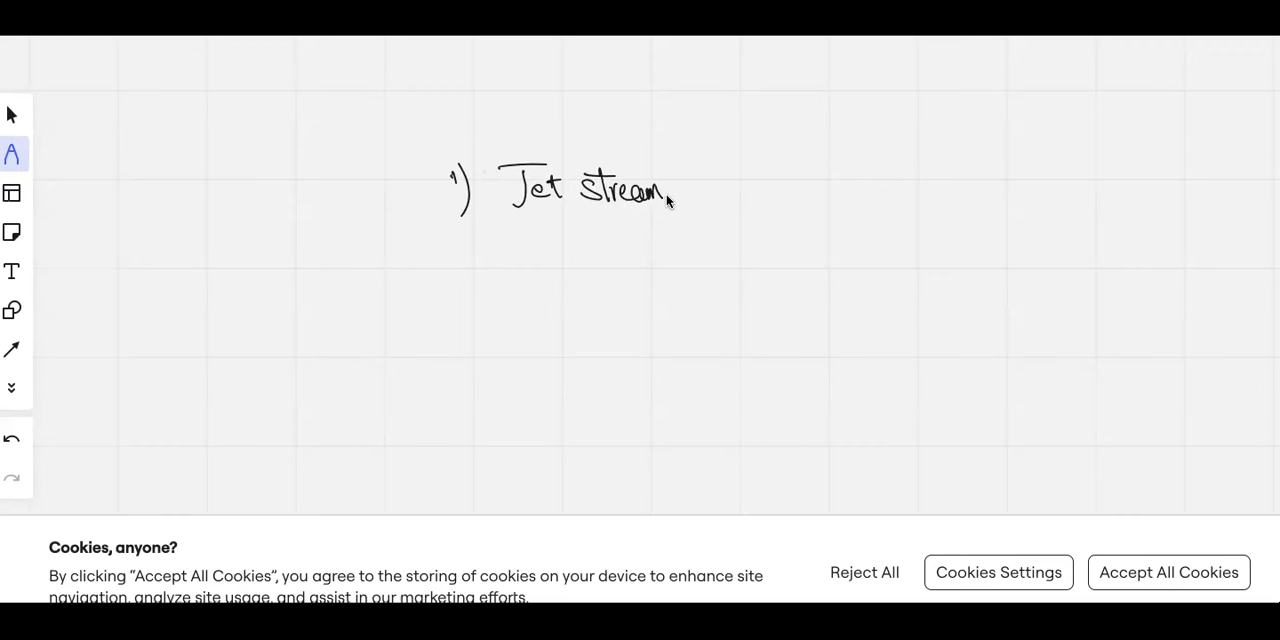 1) Jet stream
Cookies, anyone?
By clicking “Accept All Cookies”, you agree to the storing of cookies on your device to enhance site
navigation, analyze site usage, and assist in our marketing efforts.
Reject All
Cookies Settings
Accept All Cookies